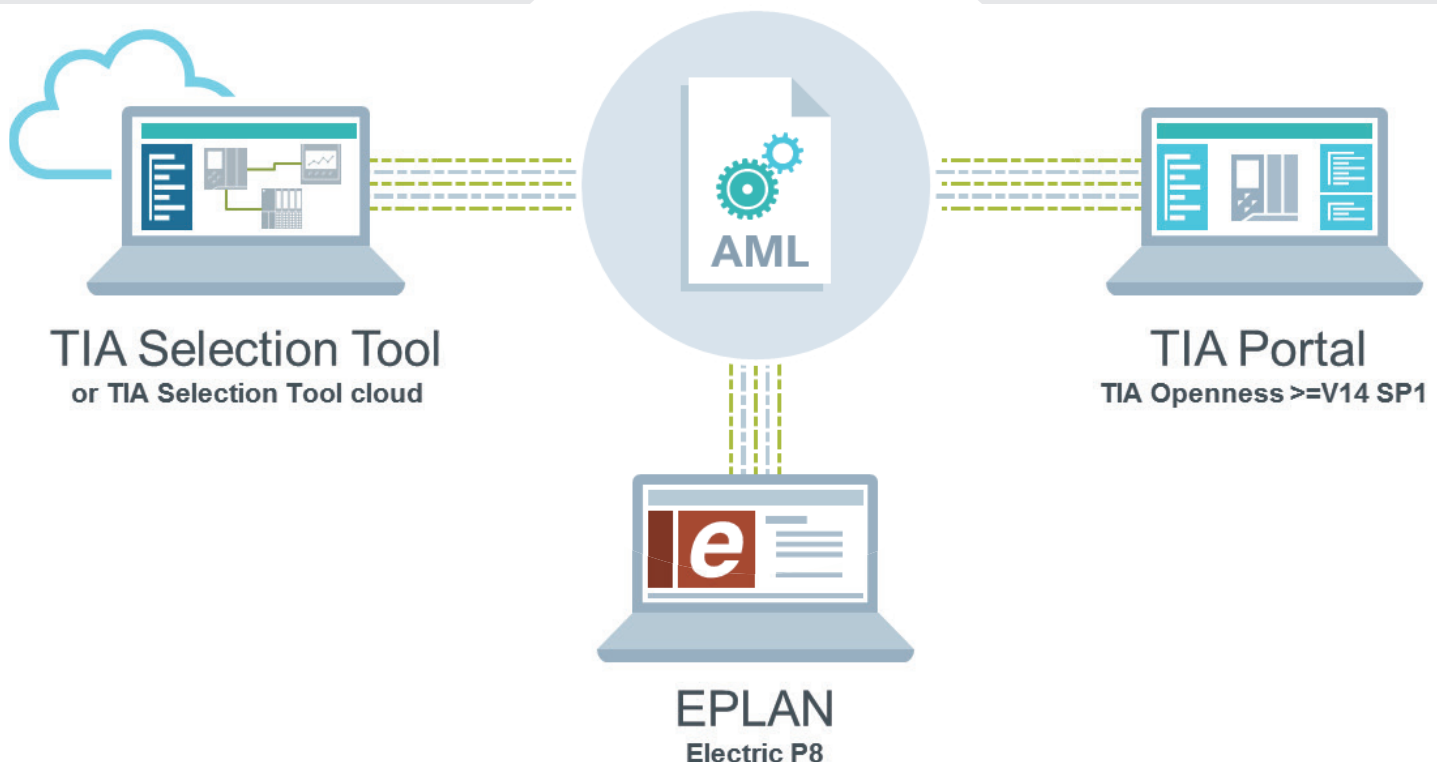 AML
TIA Selection Tool
or TIA Selection Tool cloud
TIA Portal
TIA Openness >=V14 SP1
e
EPLAN
Electric P8